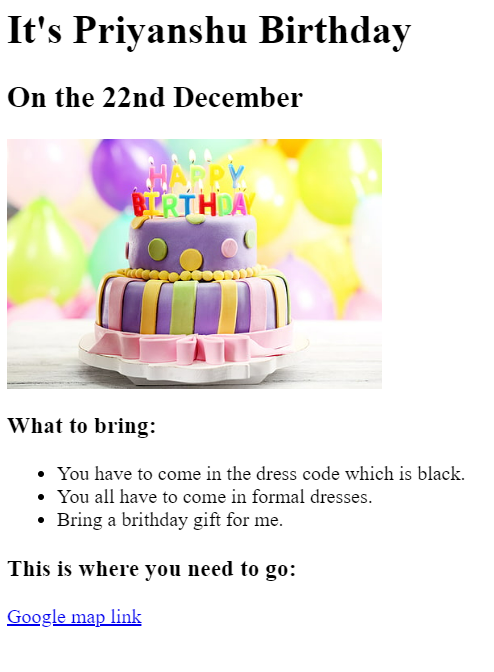 It's Priyanshu Birthday
On the 22nd December
HAPPY
BIRTHDAY
What to bring:
You have to come in the dress code which is black.
You all have to come in formal dresses.
Bring a brithday gift for me.
This is where you need to go:
Google map link